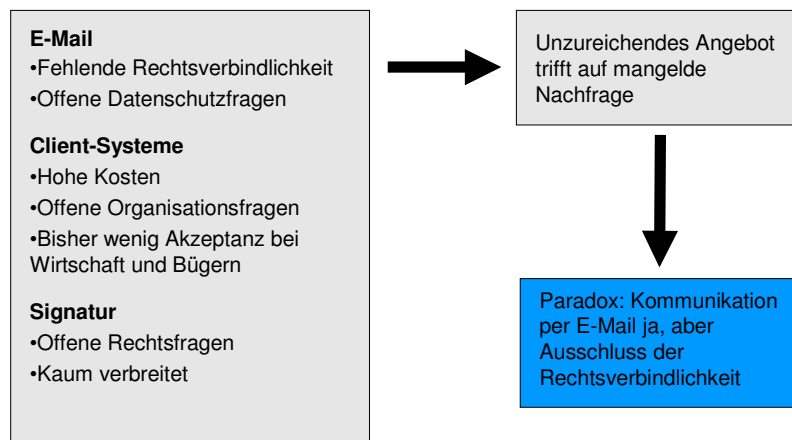 E-Mail
•Fehlende Rechtsverbindlichkeit
•Offene Datenschutzfragen
Client-Systeme
•Hohe Kosten
•Offene Organisationsfragen
•Bisher wenig Akzeptanz bei
Wirtschaft und Bügern
Signatur
•Offene Rechtsfragen
•Kaum verbreitet
Unzureichendes Angebot
trifft auf mangelde
Nachfrage
Paradox: Kommunikation
per E-Mail ja, aber
Ausschluss der
Rechtsverbindlichkeit